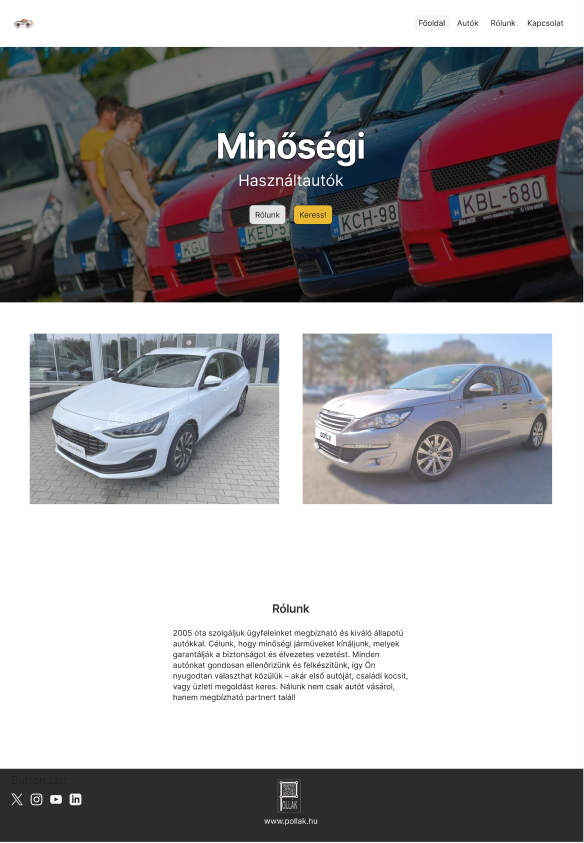 Főoldal Autók Rólunk Kapcsolat
Minőségi
Használtautók
Rólunk Keress!
KGU
KED-5
KCH-98
KBL-680
Rólunk
2005 óta szolgáljuk ügyfeleinket megbízható és kiváló állapotú
autókkal. Célunk, hogy minőségi járműveket kínáljunk, melyek
garantálják a biztonságot és élvezetes vezetést. Minden
autónkat gondosan ellenőrizünk és felkészítünk, így Ön
nyugodtan választhat közülük – akár első autóját, családi kocsit,
vagy üzleti megoldást keres. Nálunk nem csak autót vásárol,
hanem megbízható partnert talál!
Button List
POLLÁK
www.pollak.hu